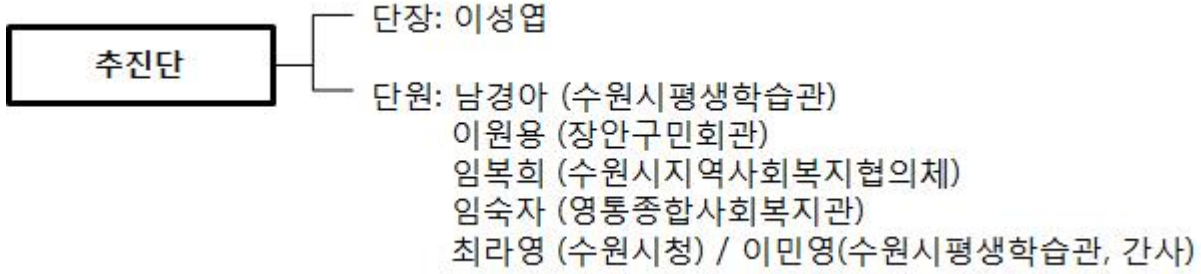 추진단
단장: 이성엽
단원: 남경아 (수원시평생학습관)
이원용 (장안구민회관)
임복희 (수원시지역사회복지협의체)
임숙자 (영통종합사회복지관)
최라영 (수원시청) / 이민영(수원시평생학습관, 간사)